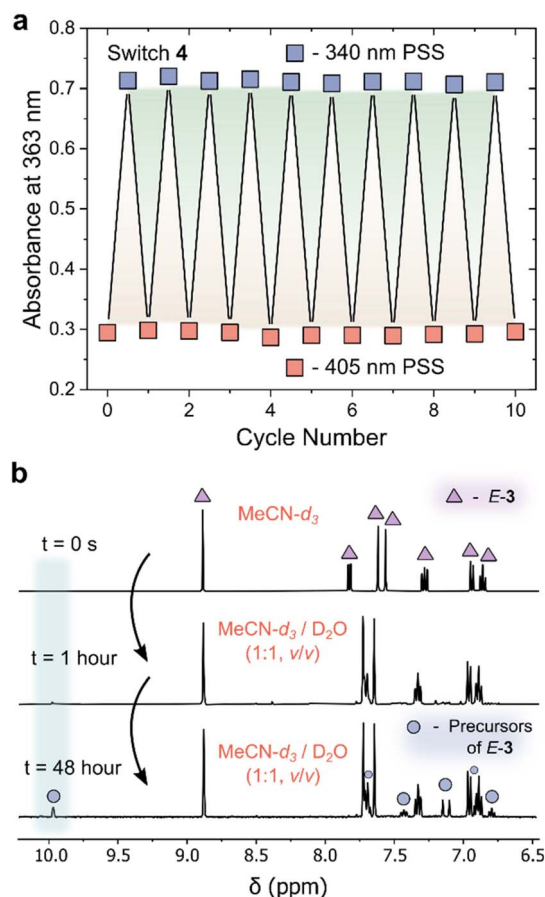 a
Switch 4
- 340 nm PSS
0.8
0.7
0.6
0.5
0.4
0.3
0.2
Absorbance at 363 nm
- 405 nm PSS
0 2 4 6 8 10
Cycle Number
b
MeCN-d3
- E-3
t = 0 s
MeCN-d3 / D2O
(1:1, v/v)
t = 1 hour
MeCN-d3 / D2O
(1:1, v/v)
- Precursors
of E-3
t = 48 hour
10.0 9.5 9.0 8.5 8.0 7.5 7.0 6.5
δ (ppm)